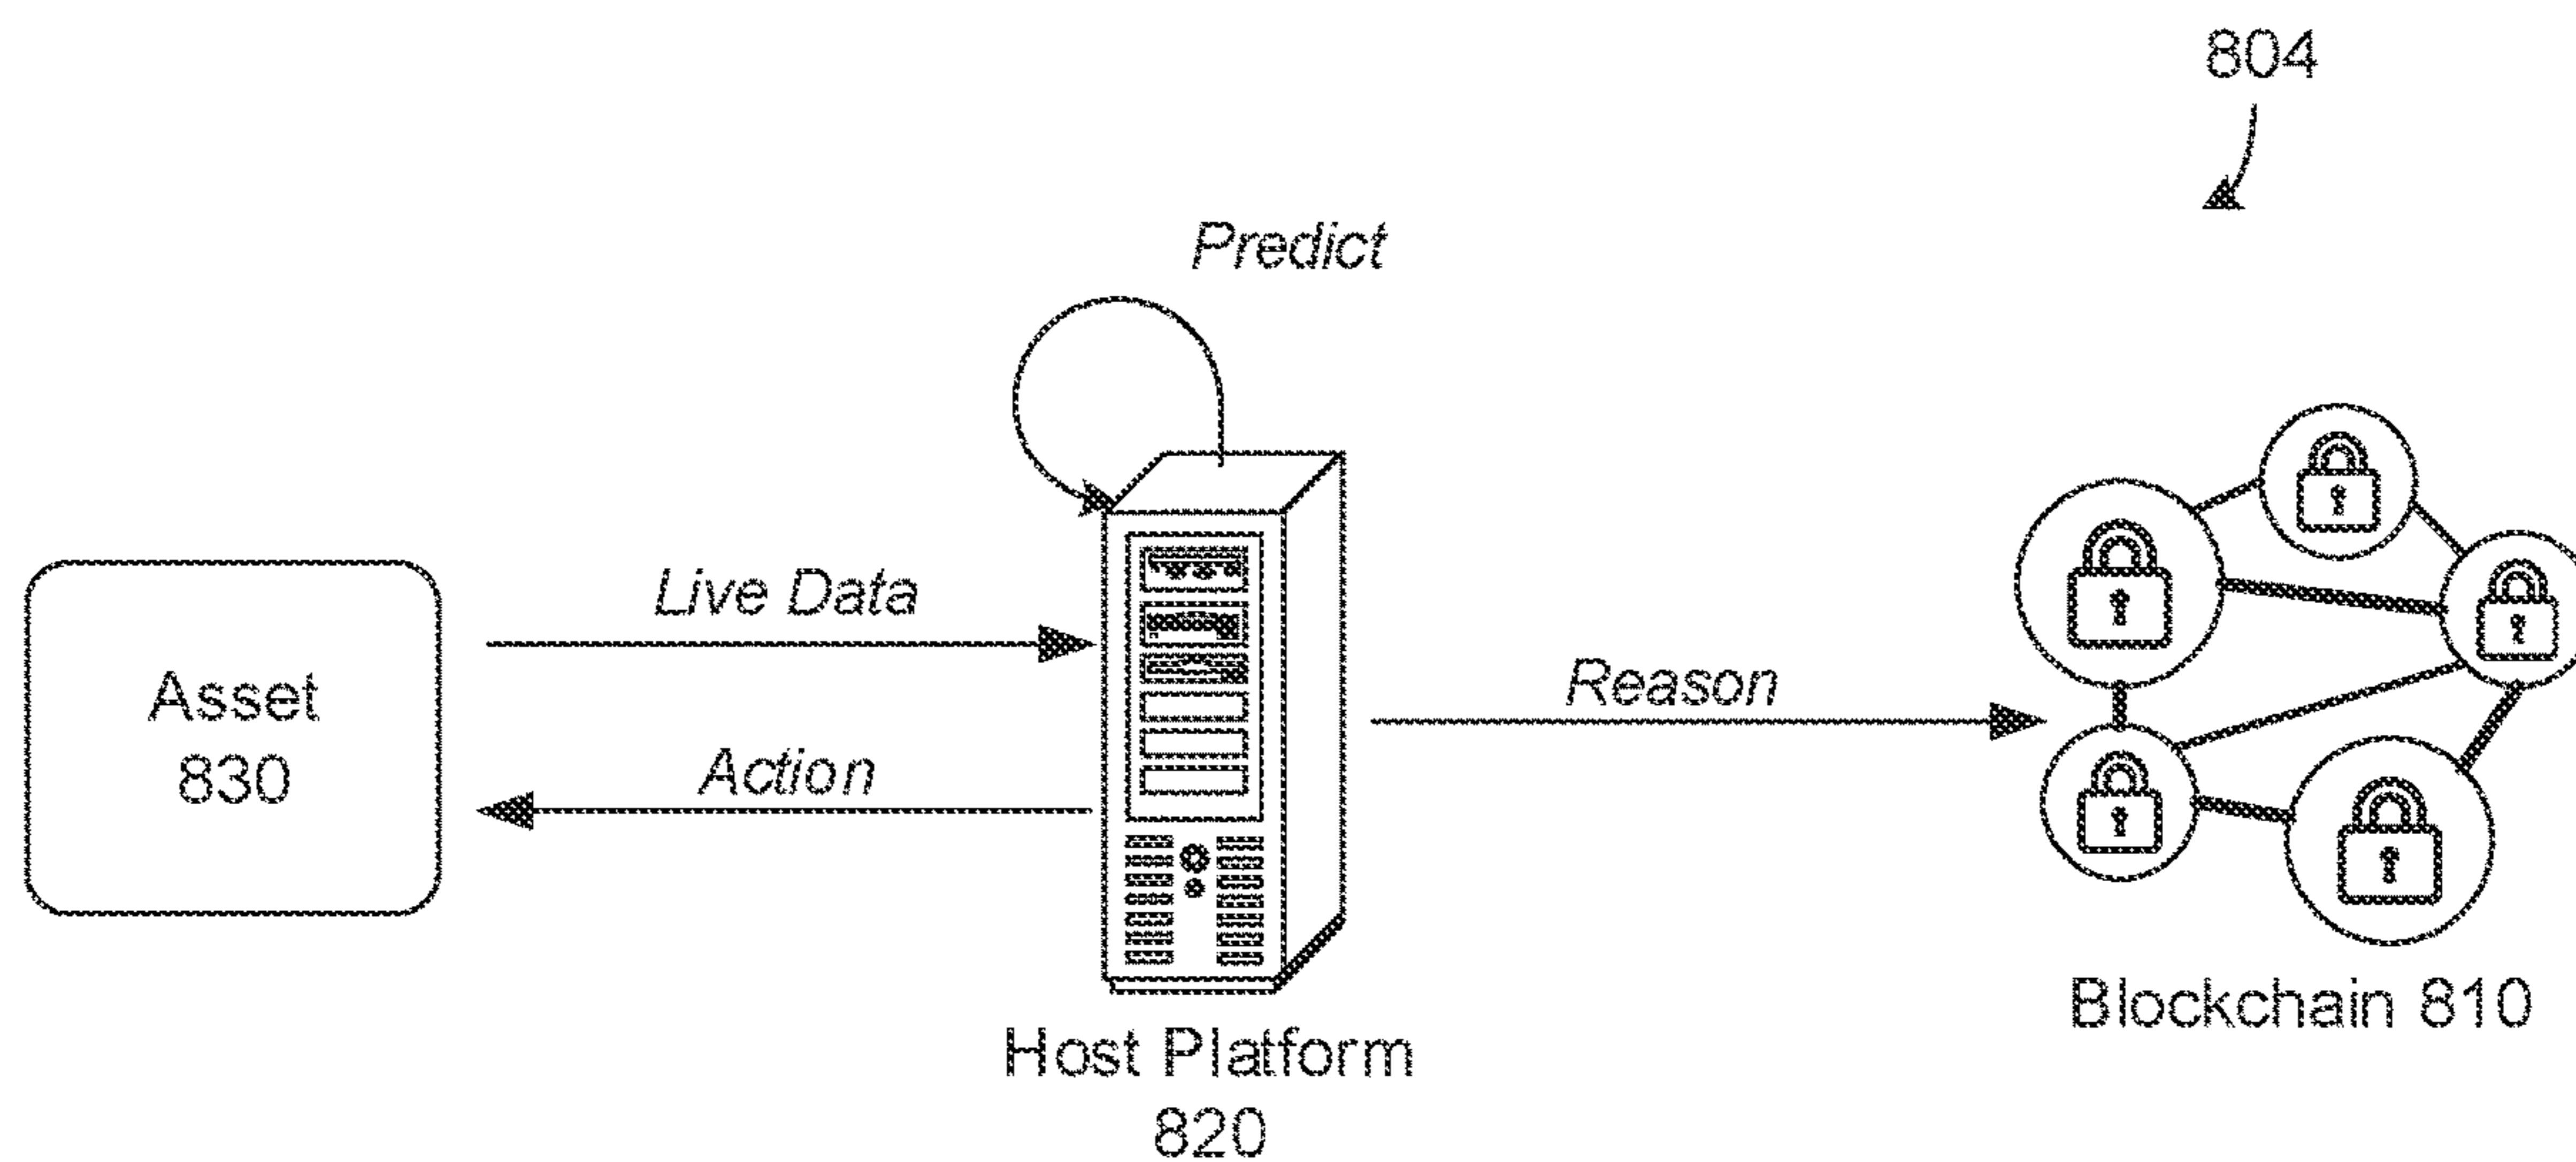 804
Predict
Live Data
Asset
830
Reason
Action
Blockchain 810
Host Platform
820